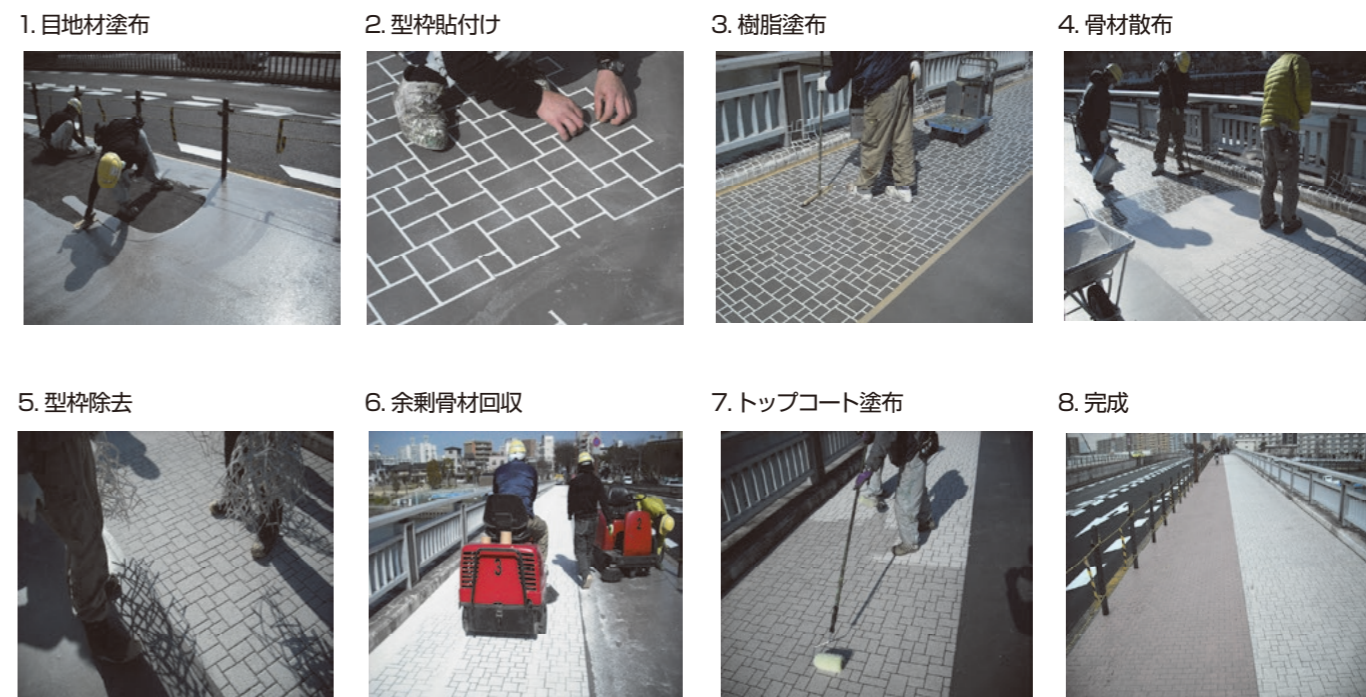 1. 目地材塗布
2. 型枠貼付け
3. 樹脂塗布
4. 骨材散布
5. 型枠除去
6. 余剰骨材回収
7. トップコート塗布
8. 完成